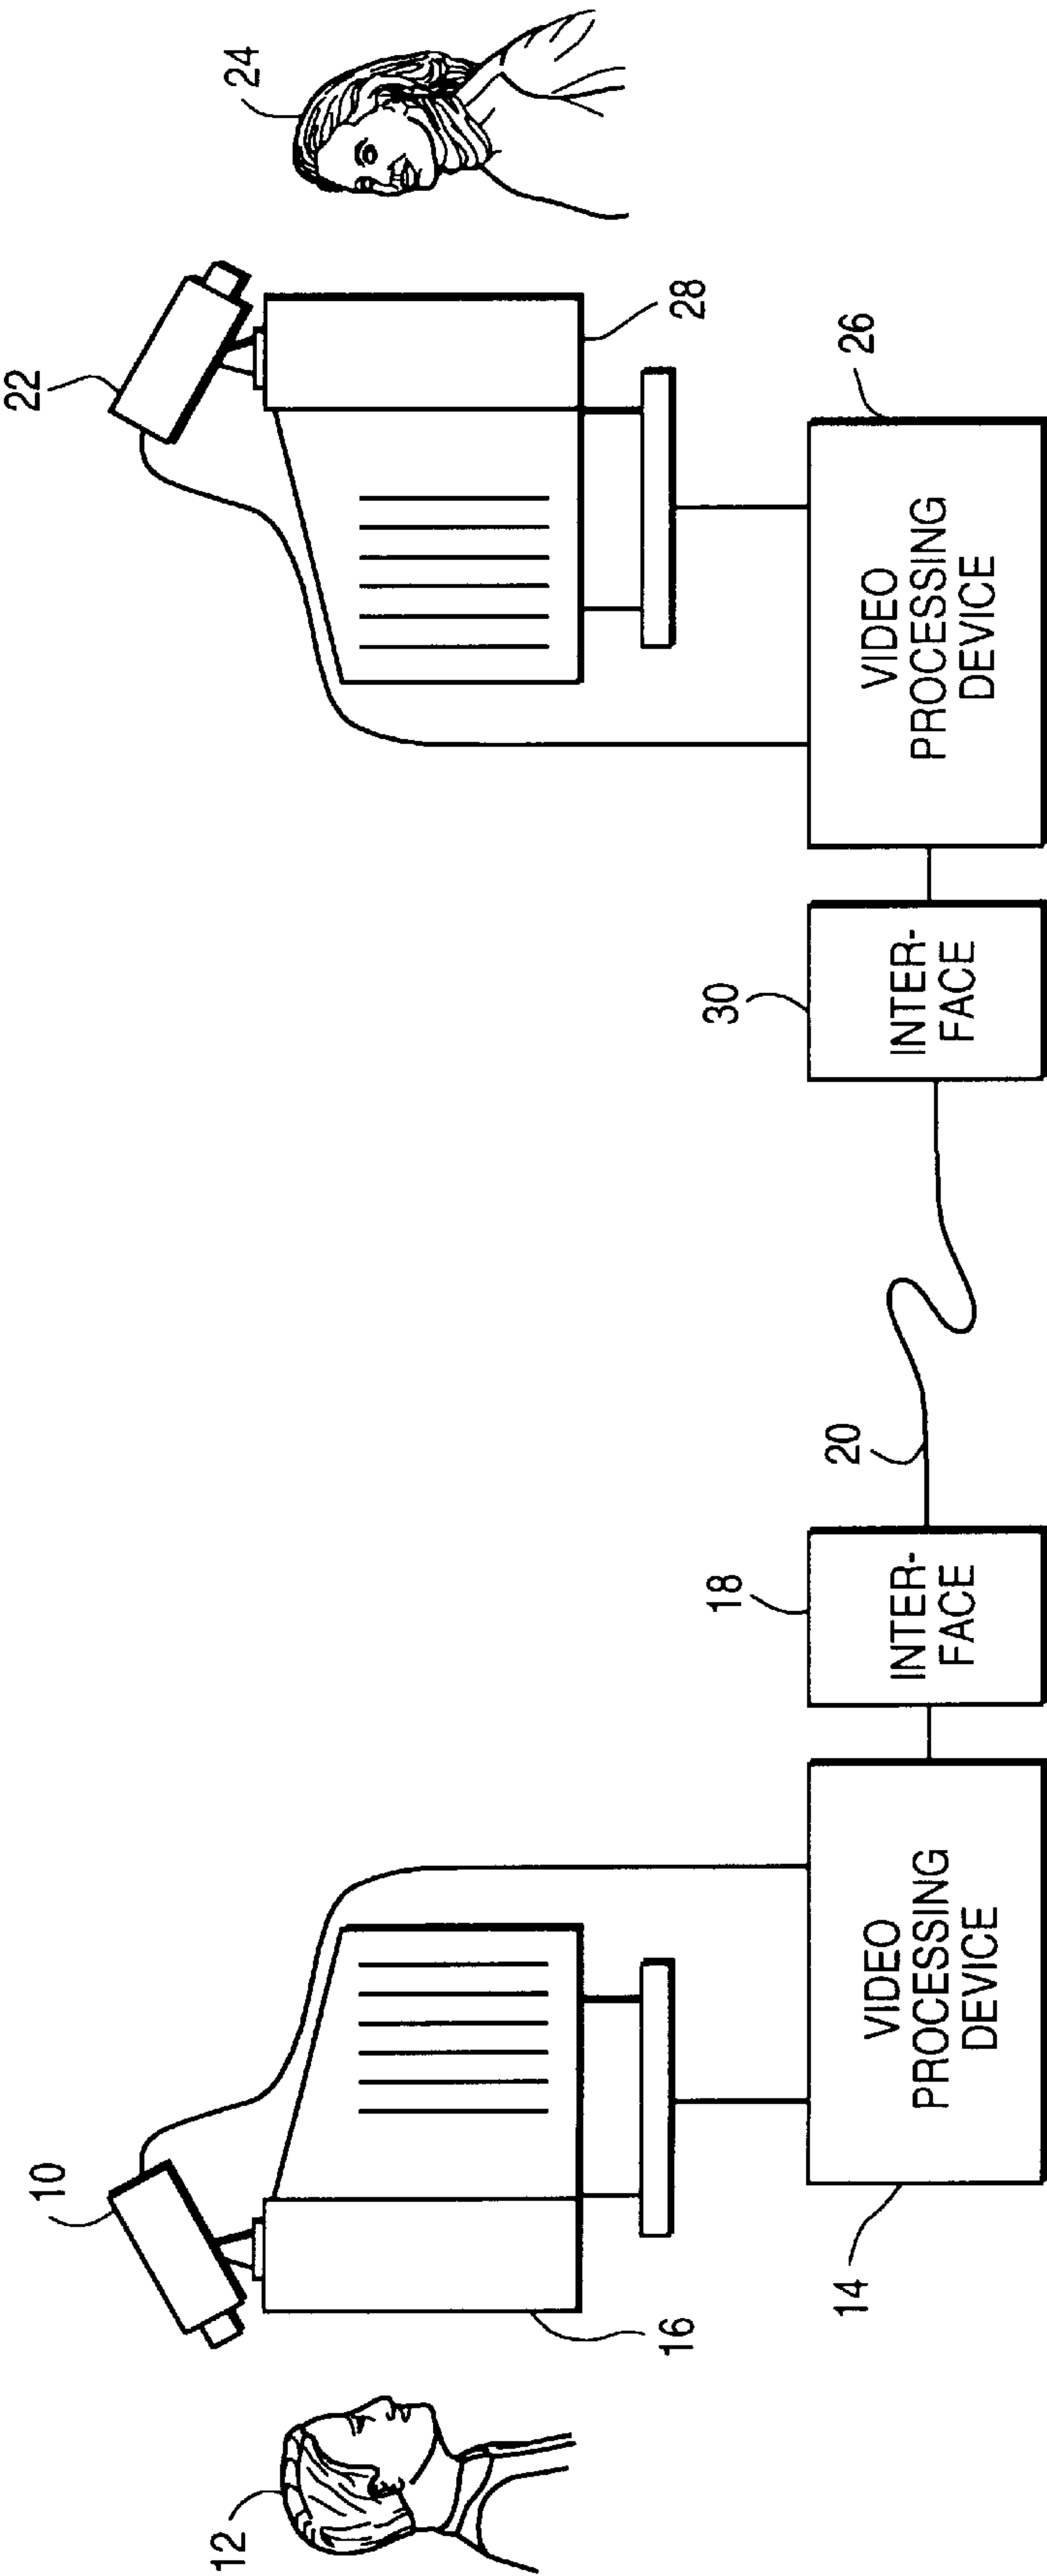 22
24
10
12
28
16
26
30
18
20
14
VIDEO
PROCESSING
DEVICE
INTER-
FACE
INTER-
FACE
VIDEO
PROCESSING
DEVICE